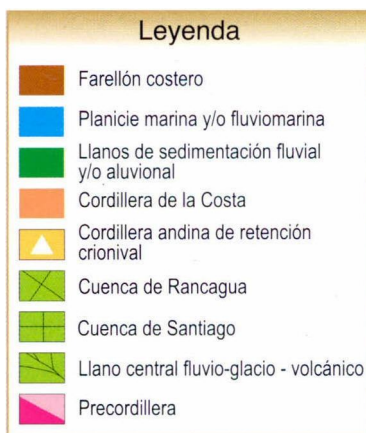 Leyenda
Farellón costero
Planicie marina y/o fluviomarina
Llanos de sedimentación fluvial
y/o aluvional
Cordillera de la Costa
Cordillera andina de retención
crionival
Cuenca de Rancagua
Cuenca de Santiago
Llano central fluvio-glacio - volcánico
Precordillera